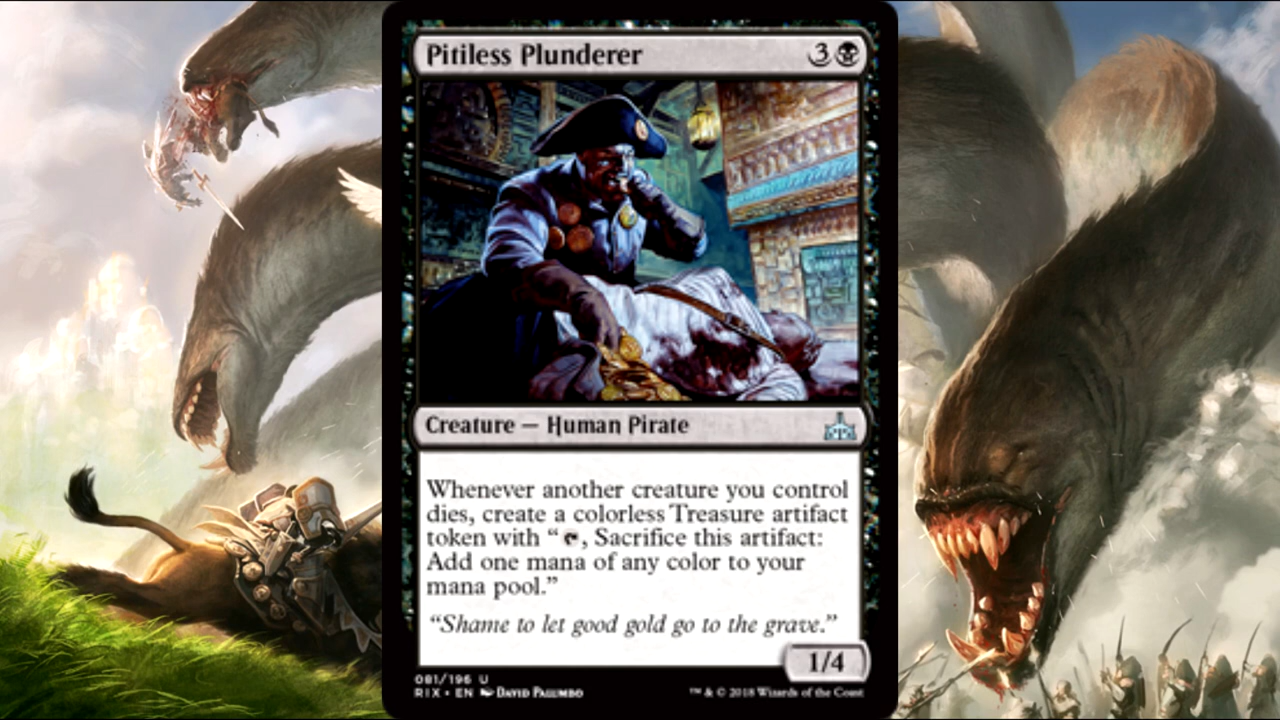 Pitiless Plunderer 3
Creature — Human Pirate
Whenever another creature you control
dies, create a colorless Treasure artifact
token with “ , Sacrifice this artifact:
Add one mana of any color to your
mana pool.”
“Shame to let good gold go to the grave.”
1/4
081/196 U
RIX • EN DAVID PALUMBO
™ & © 2018 Wizards of the Coast